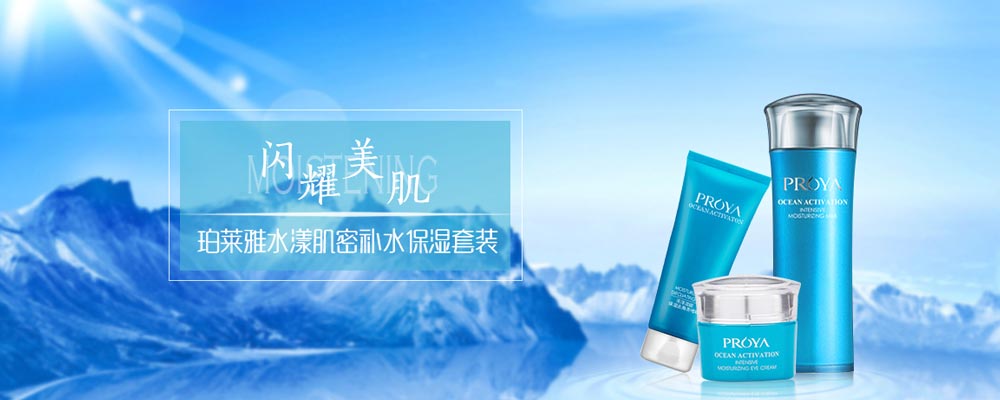 闪耀美肌
MOISTENING
珀莱雅水漾肌密补水保湿套装
PROYA
OCEAN ACTIVATION
PROYA
OCEAN ACTIVATION
INTENSIVE
MOISTURIZING MILK
PROYA
OCEAN ACTIVATION
INTENSIVE
MOISTURIZING EYE CREAM